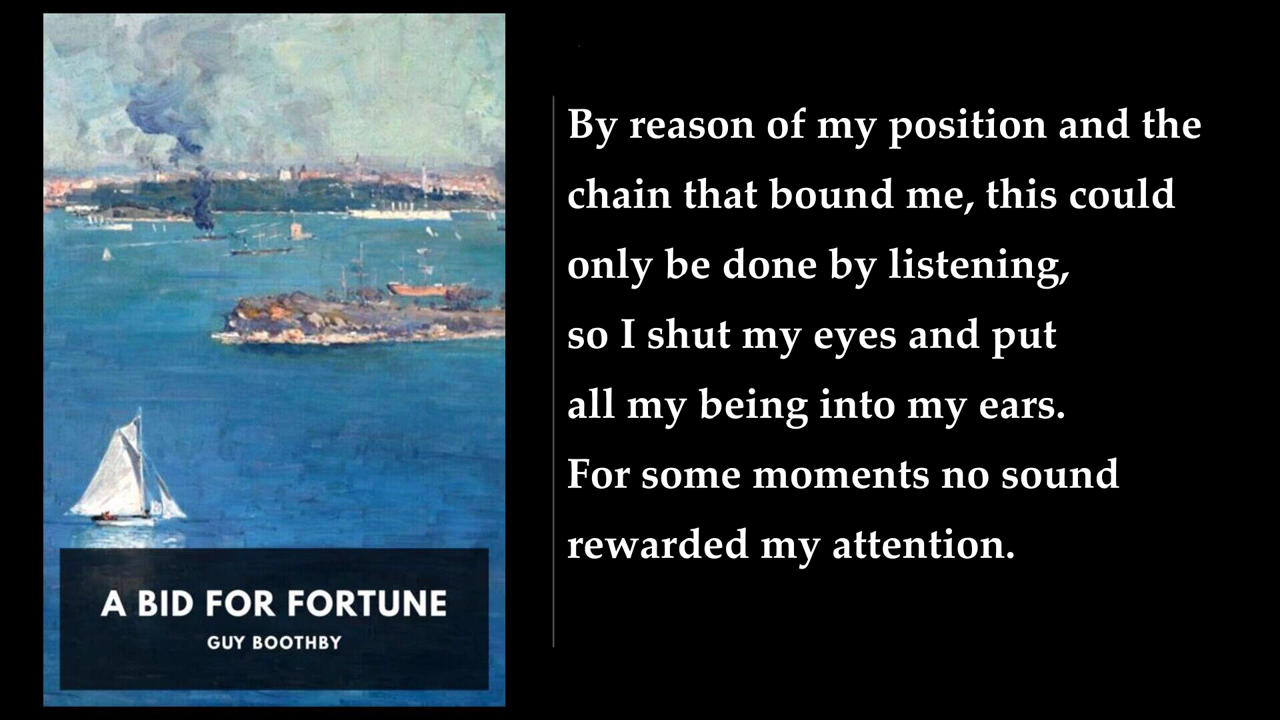 A BID FOR FORTUNE
GUY BOOTHBY
By reason of my position and the
chain that bound me, this could
only be done by listening,
so I shut my eyes and put
all my being into my ears.
For some moments no sound
rewarded my attention.